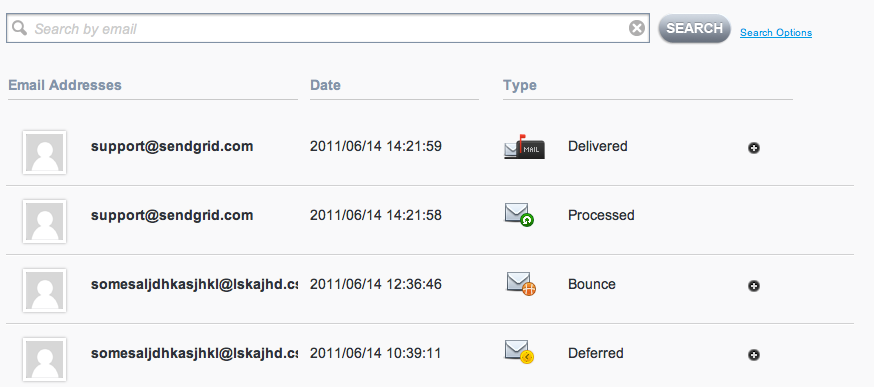 Search by email SEARCH Search Options
Email Addresses Date Type
support@sendgrid.com 2011/06/14 14:21:59 MAIL Delivered
support@sendgrid.com 2011/06/14 14:21:58 Processed
somesaljdhkasjhkl@lskajhd.cs 2011/06/14 12:36:46 Bounce
somesaljdhkasjhkl@lskajhd.cs 2011/06/14 10:39:11 Deferred